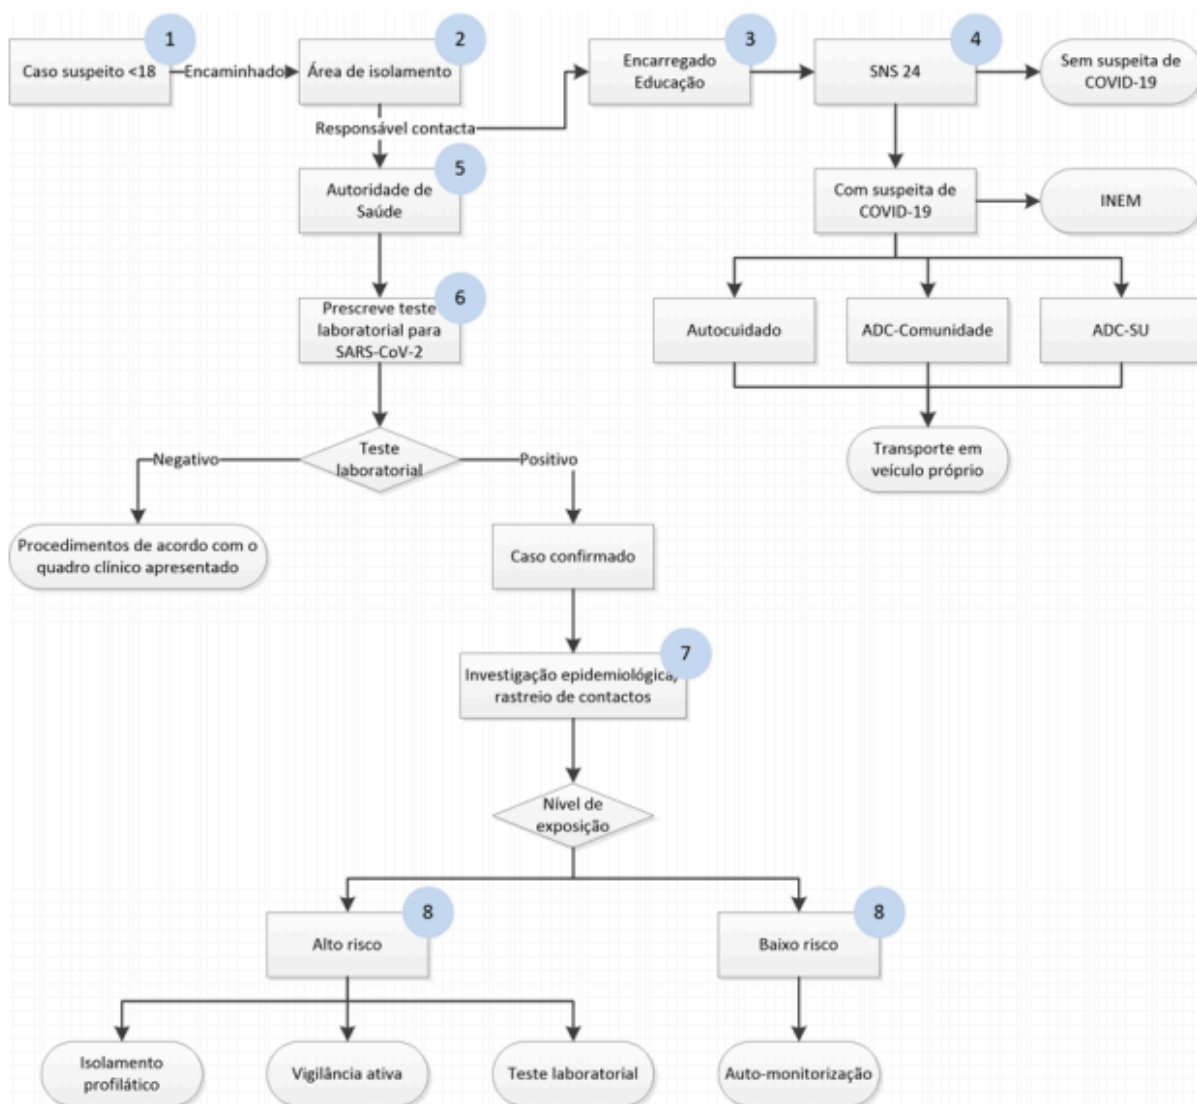 1
2
3
4
Caso suspeito <18
Encaminhado
Área de isolamento
Encarregado
Educação
SNS 24
Sem suspeita de
COVID-19
Responsável contacta
5
Autoridade de
Saúde
Com suspeita de
COVID-19
INEM
6
Prescreve teste
laboratorial para
SARS-CoV-2
Autocuidado
ADC-Comunidade
ADC-SU
Negativo
Teste
laboratorial
Positivo
Transporte em
veículo próprio
Procedimentos de acordo com o
quadro clínico apresentado
Caso confirmado
7
Investigação epidemiológica,
rastreio de contactos
Nível de
exposição
8
8
Alto risco
Baixo risco
Isolamento
profilático
Vigilância ativa
Teste laboratorial
Auto-monitorização